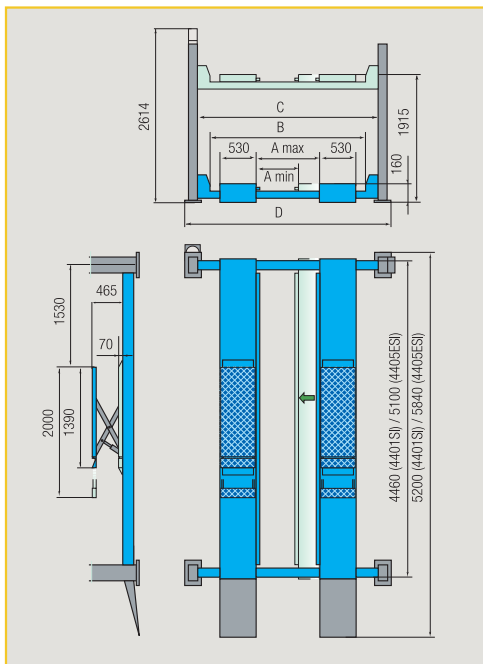 2614
C
B
530
A max
530
A min
D
1915
160
465
1530
70
2000
1390
4460 (4401SI) / 5100 (4405ESI)
5200 (4401SI) / 5840 (4405ESI)